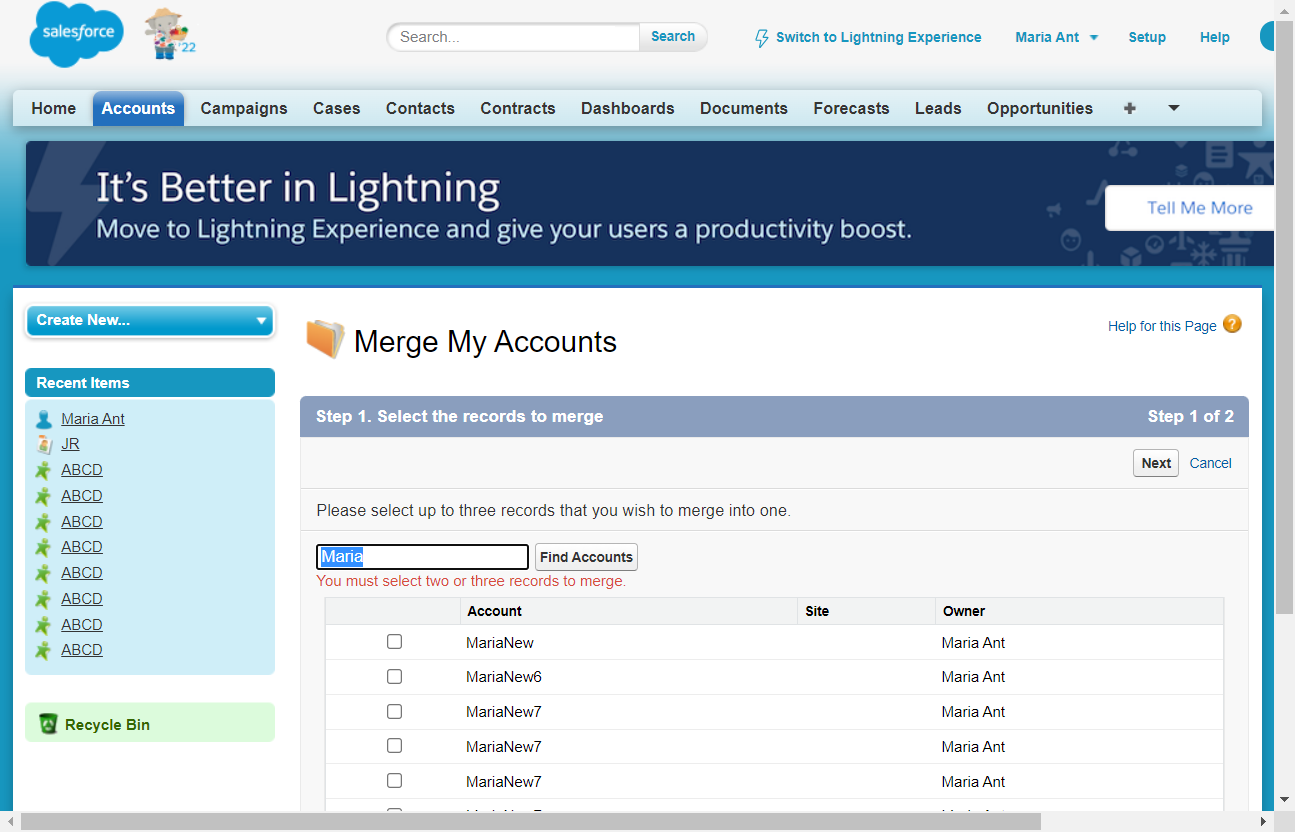 salesforce
'22
Search...
Search
Switch to Lightning Experience
Maria Ant
Setup
Help
Home
Accounts
Campaigns
Cases
Contacts
Contracts
Dashboards
Documents
Forecasts
Leads
Opportunities
+
It's Better in Lightning
Move to Lightning Experience and give your users a productivity boost.
Tell Me More
Create New...
Recent Items
Maria Ant
JR
ABCD
ABCD
ABCD
ABCD
ABCD
ABCD
ABCD
ABCD
Recycle Bin
Merge My Accounts
Help for this Page ?
Step 1. Select the records to merge
Step 1 of 2
Next
Cancel
Please select up to three records that you wish to merge into one.
Maria
Find Accounts
You must select two or three records to merge.
Account Site Owner
MariaNew Maria Ant
MariaNew6 Maria Ant
MariaNew7 Maria Ant
MariaNew7 Maria Ant
MariaNew7 Maria Ant